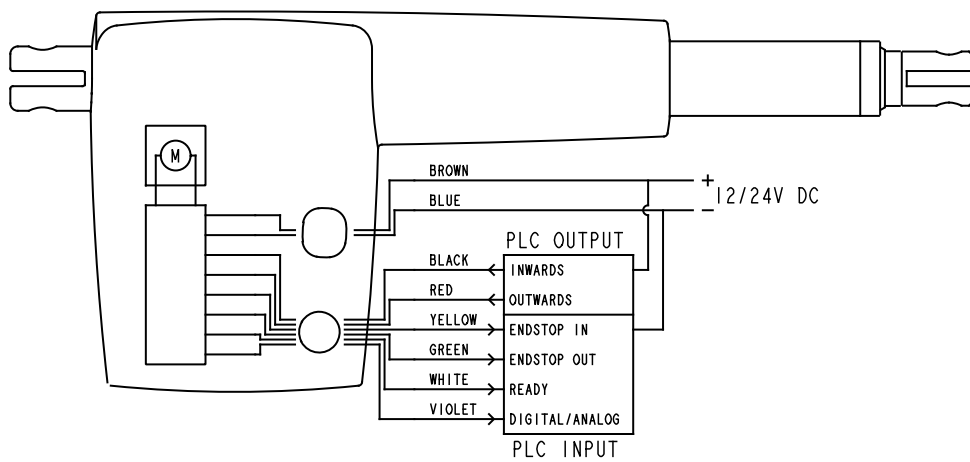 M
BROWN
+
12/24V DC
BLUE
−
PLC OUTPUT
BLACK
INWARDS
RED
OUTWARDS
YELLOW
ENDSTOP IN
GREEN
ENDSTOP OUT
WHITE
READY
VIOLET
DIGITAL/ANALOG
PLC INPUT